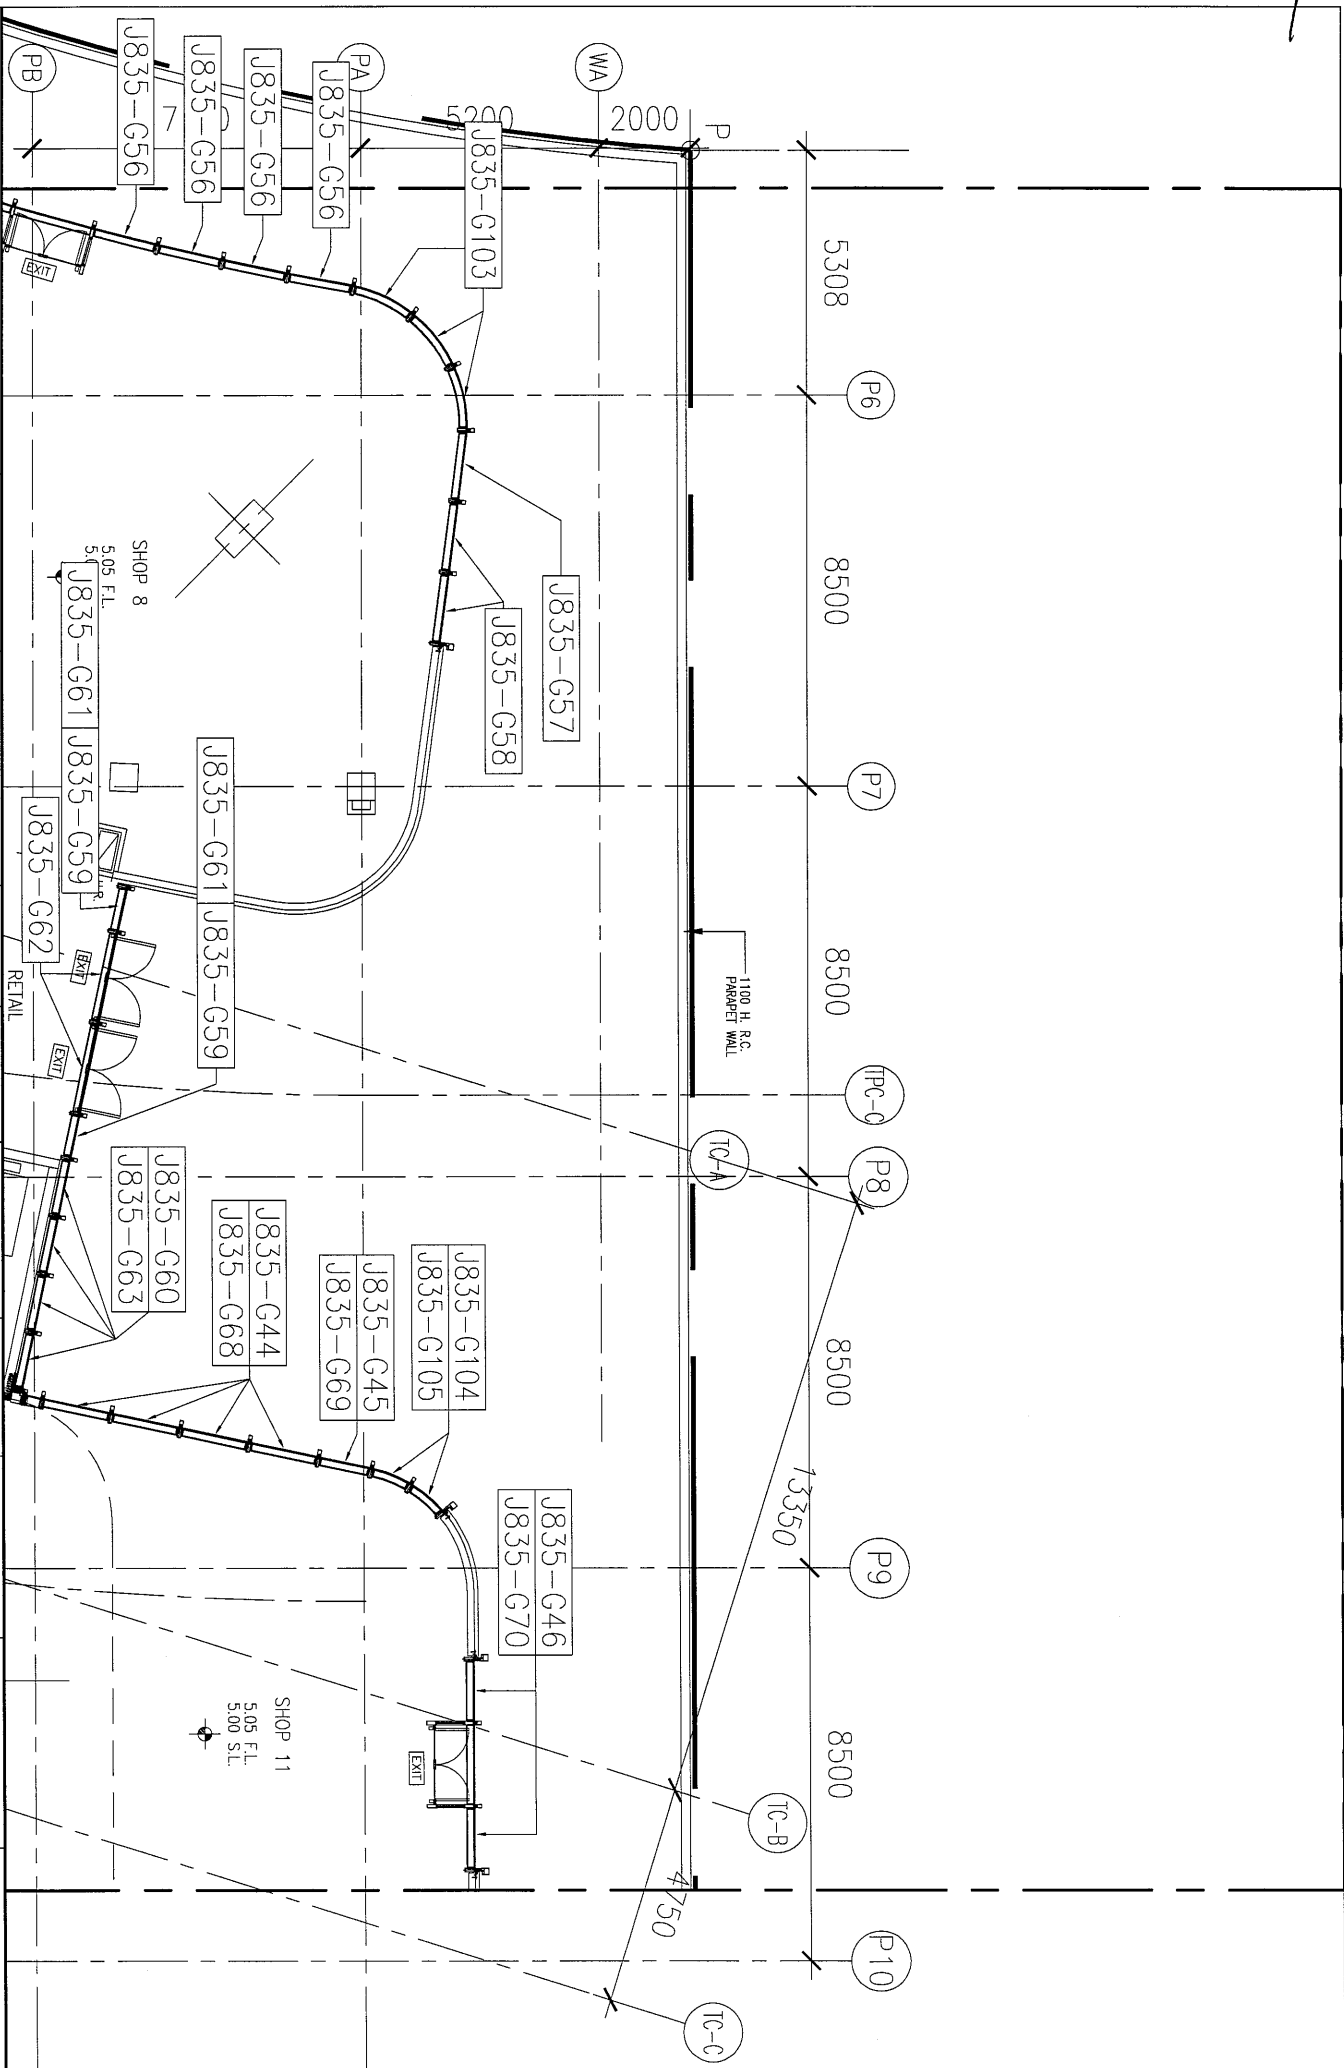 P
5308
P6
8500
P7
8500
TPC-C
P8
8500
P9
8500
P10
2000
WA
5200
PA
7
PB
TC-A
13350
TC-B
4750
TC-C
1100 H. R.C.
PARAPET WALL
J835-G103
J835-G56
J835-G56
J835-G56
J835-G56
EXIT
J835-G57
J835-G58
SHOP 8
5.05 F.L.
J835-G61 J835-G59
J835-G61 J835-G59
J835-G62
EXIT
EXIT
RETAIL
J835-G60
J835-G63
J835-G44
J835-G68
J835-G45
J835-G69
J835-G104
J835-G105
J835-G46
J835-G70
EXIT
SHOP 11
5.05 F.L.
5.00 S.L.